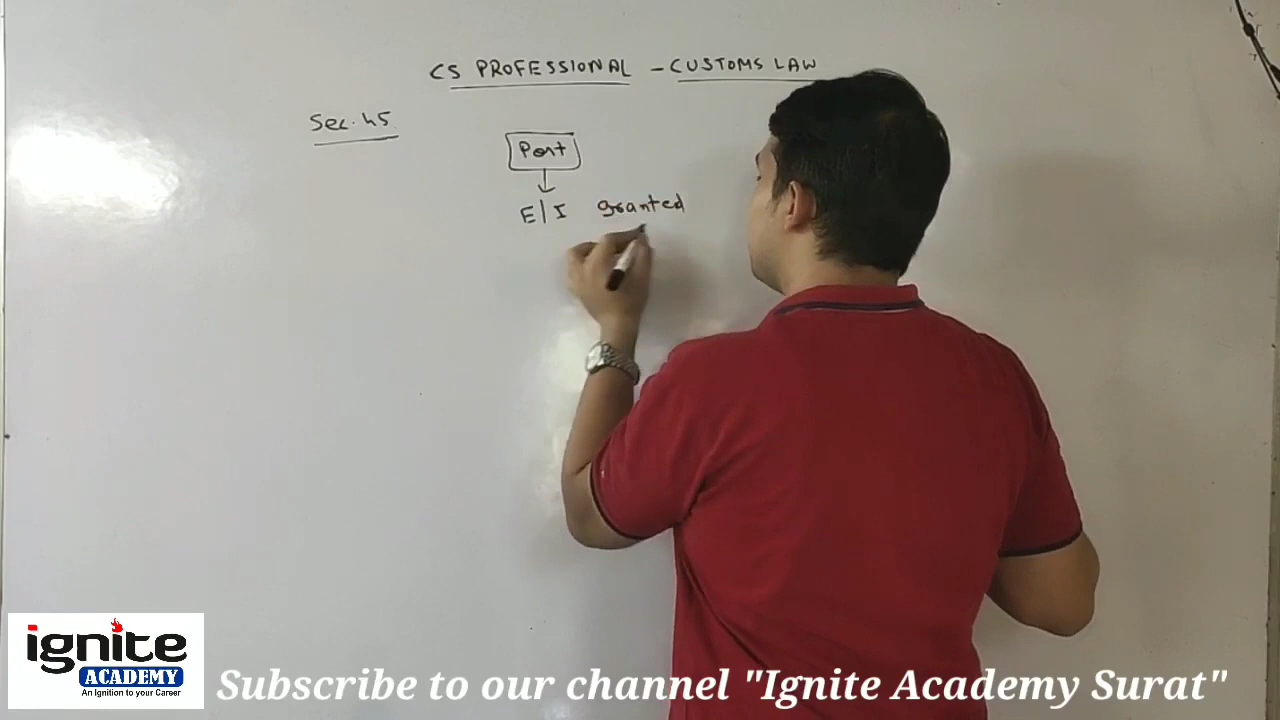 CS PROFESSIONAL - CUSTOMS LAW
Sec. 45
Port
E/I granted
ignite
ACADEMY
An Ignition to your Career
Subscribe to our channel "Ignite Academy Surat"